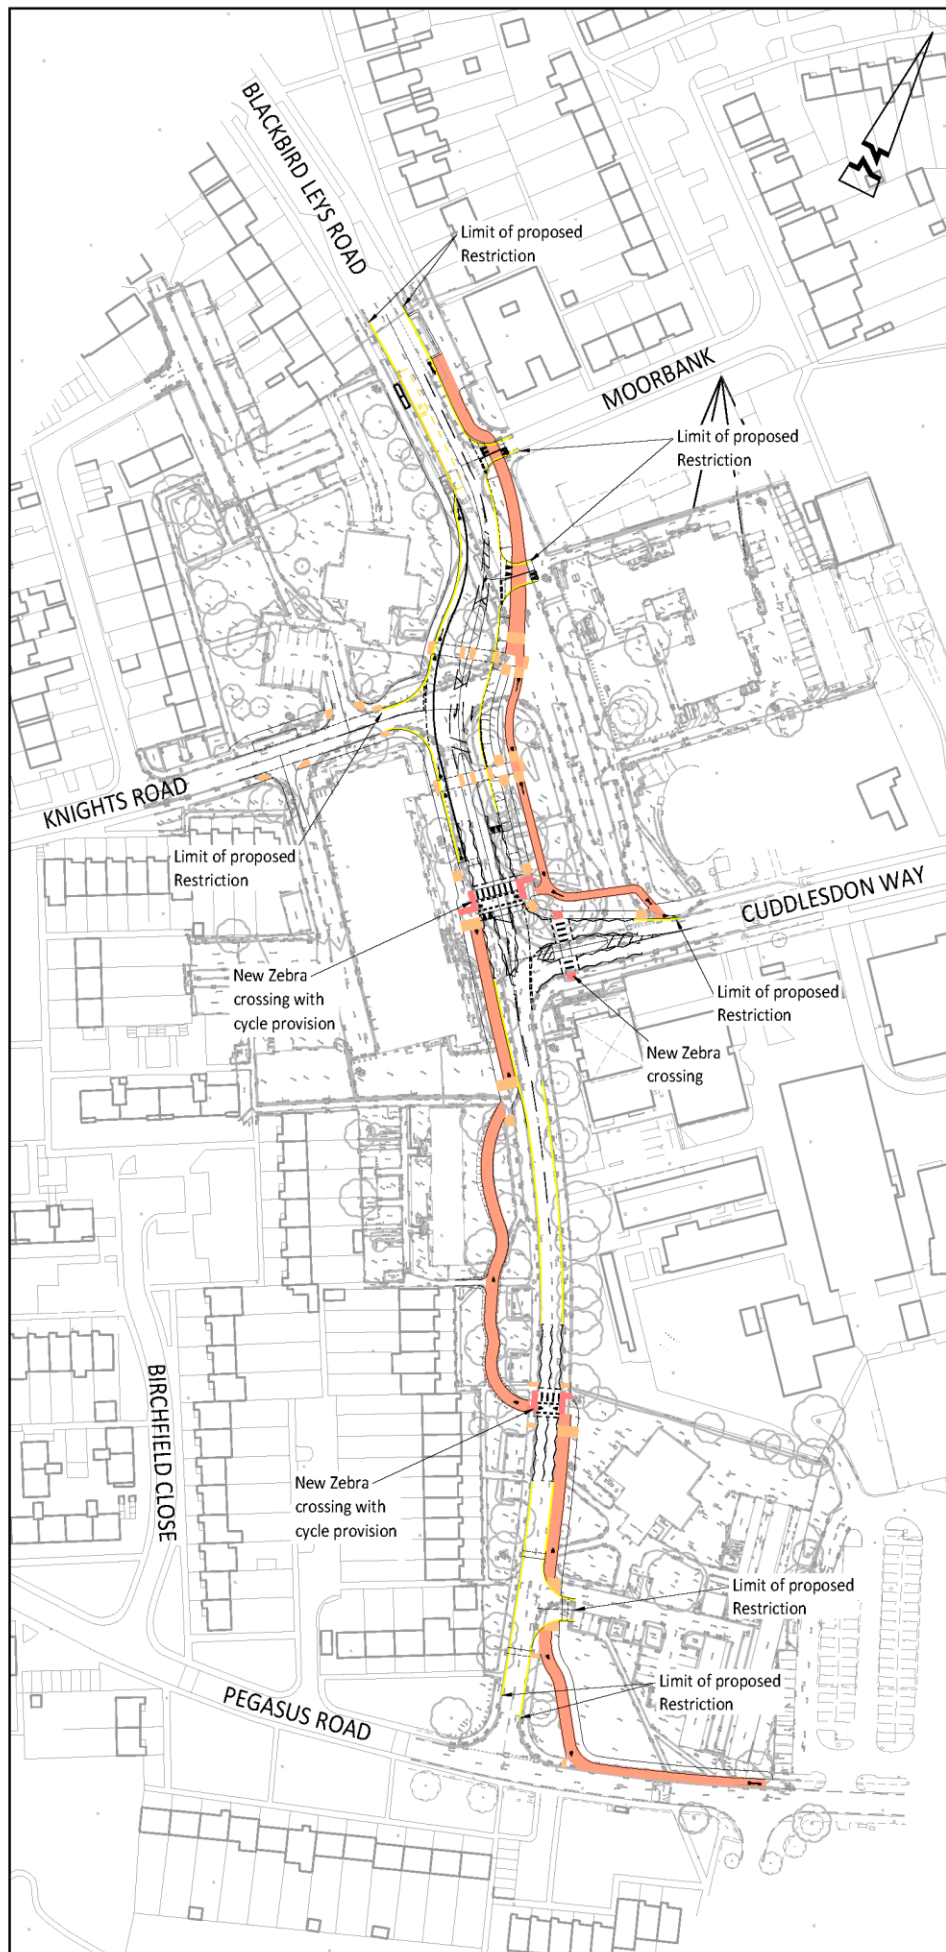 BLACKBIRD LEYS ROAD
Limit of proposed
Restriction
MOORBANK
Limit of proposed
Restriction
KNIGHTS ROAD
Limit of proposed
Restriction
CUDDLESDON WAY
New Zebra
crossing with
cycle provision
Limit of proposed
Restriction
New Zebra
crossing
BIRCHFIELD CLOSE
New Zebra
crossing with
cycle provision
Limit of proposed
Restriction
Limit of proposed
Restriction
PEGASUS ROAD